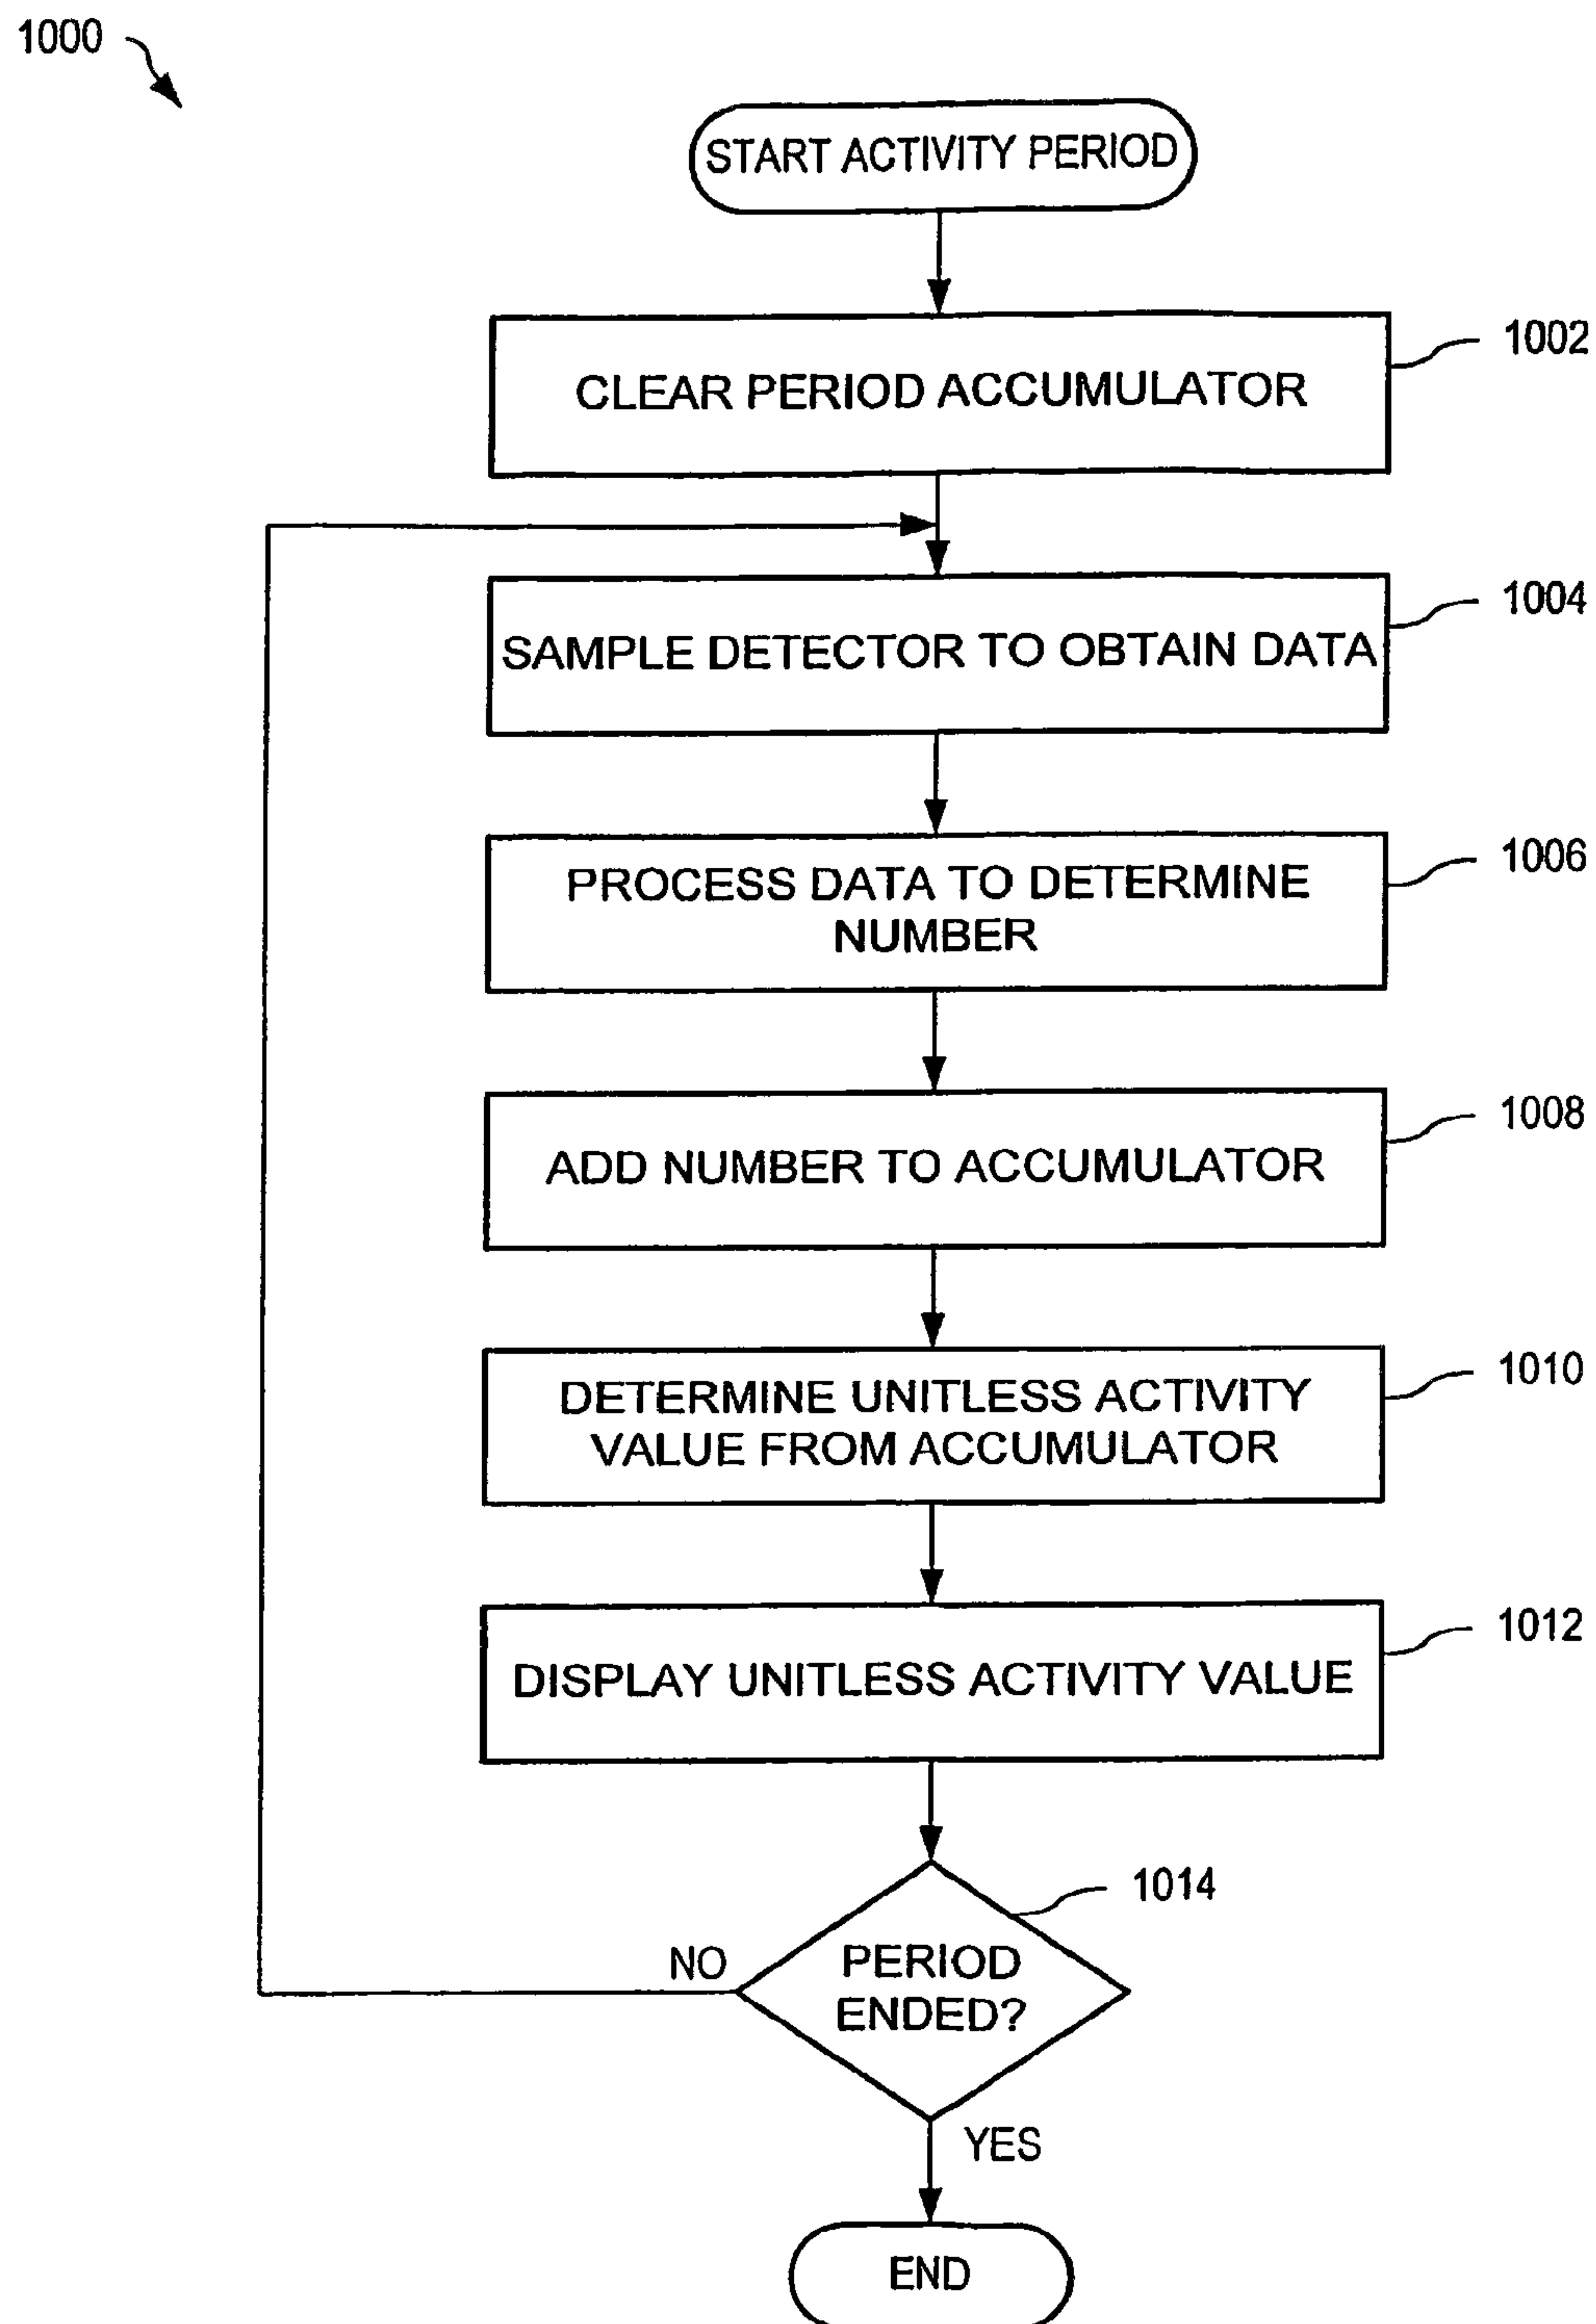 1000
START ACTIVITY PERIOD
1002
CLEAR PERIOD ACCUMULATOR
1004
SAMPLE DETECTOR TO OBTAIN DATA
1006
PROCESS DATA TO DETERMINE
NUMBER
1008
ADD NUMBER TO ACCUMULATOR
1010
DETERMINE UNITLESS ACTIVITY
VALUE FROM ACCUMULATOR
1012
DISPLAY UNITLESS ACTIVITY VALUE
1014
NO
PERIOD
ENDED?
YES
END